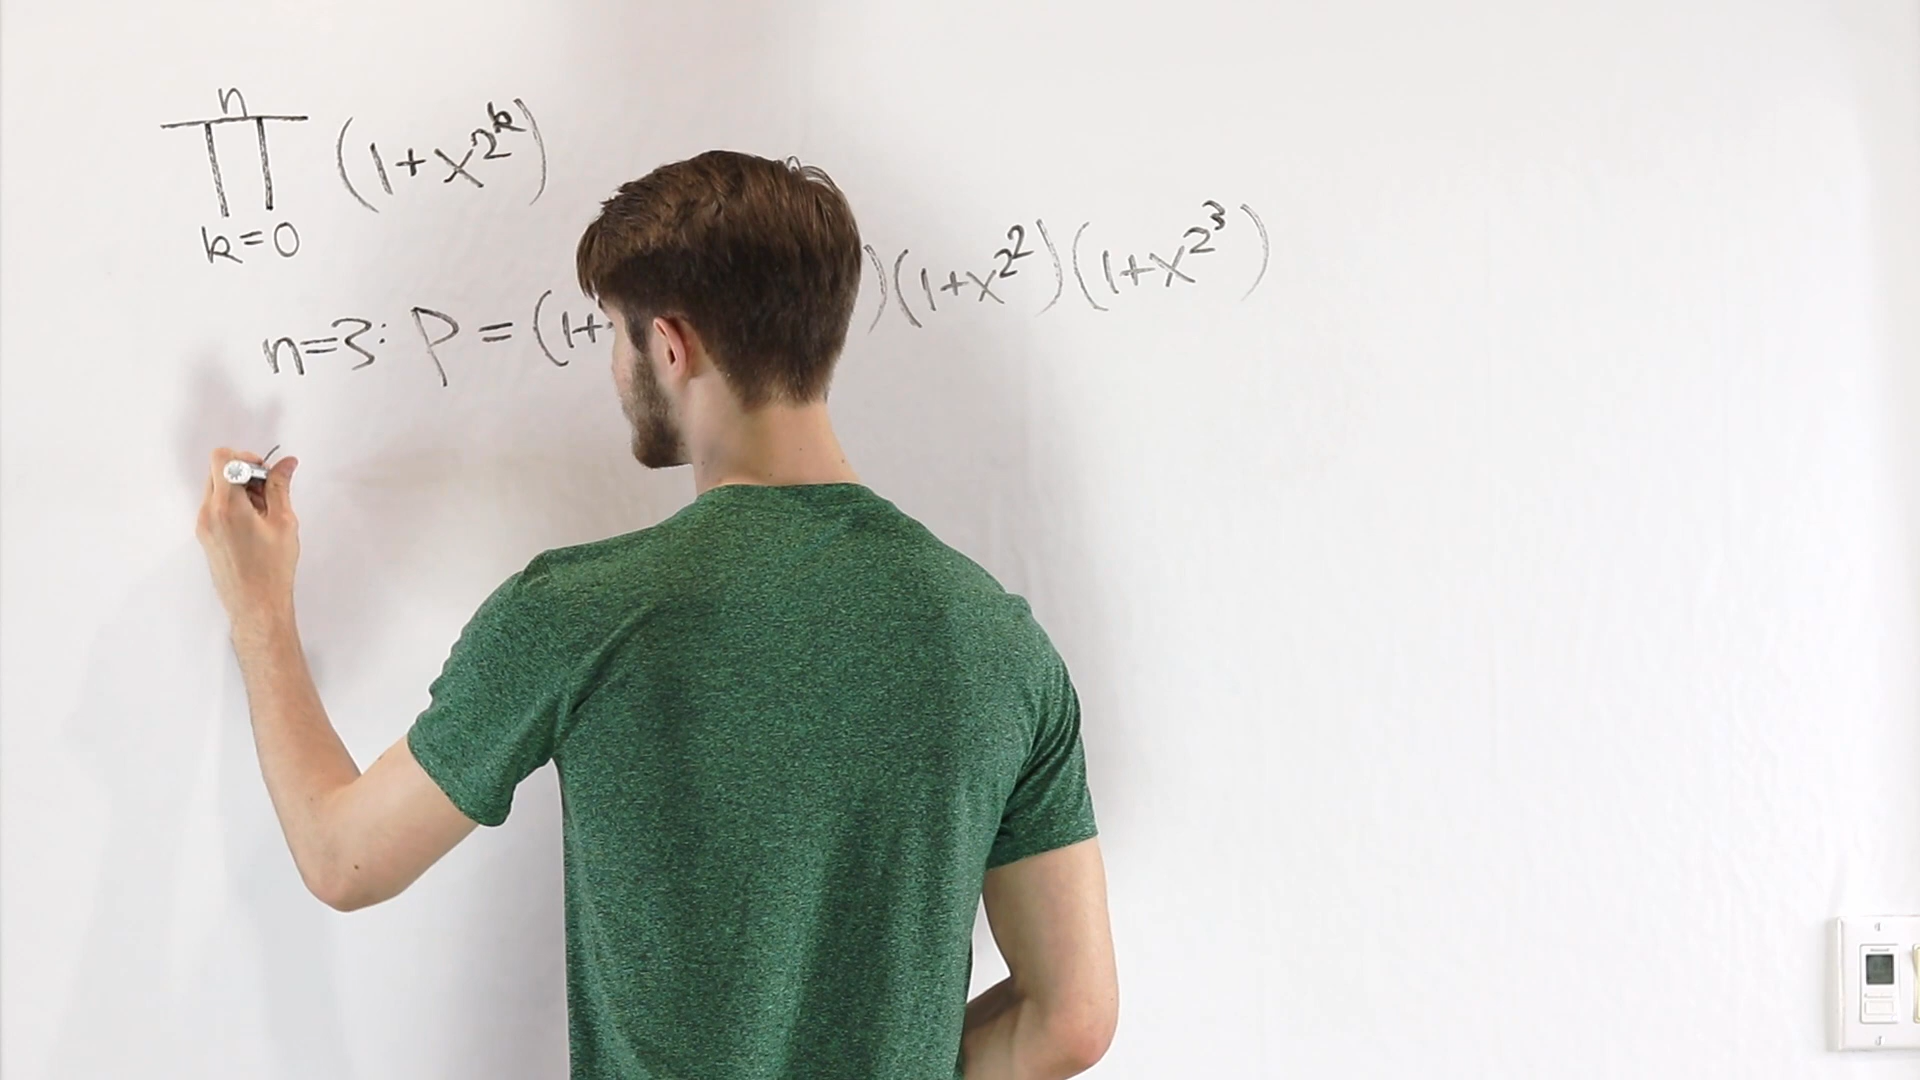 n
∏ (1+x^2^k)
k=0
n=3: P = (1+ )(1+x^2^2)(1+x^2^3)
(